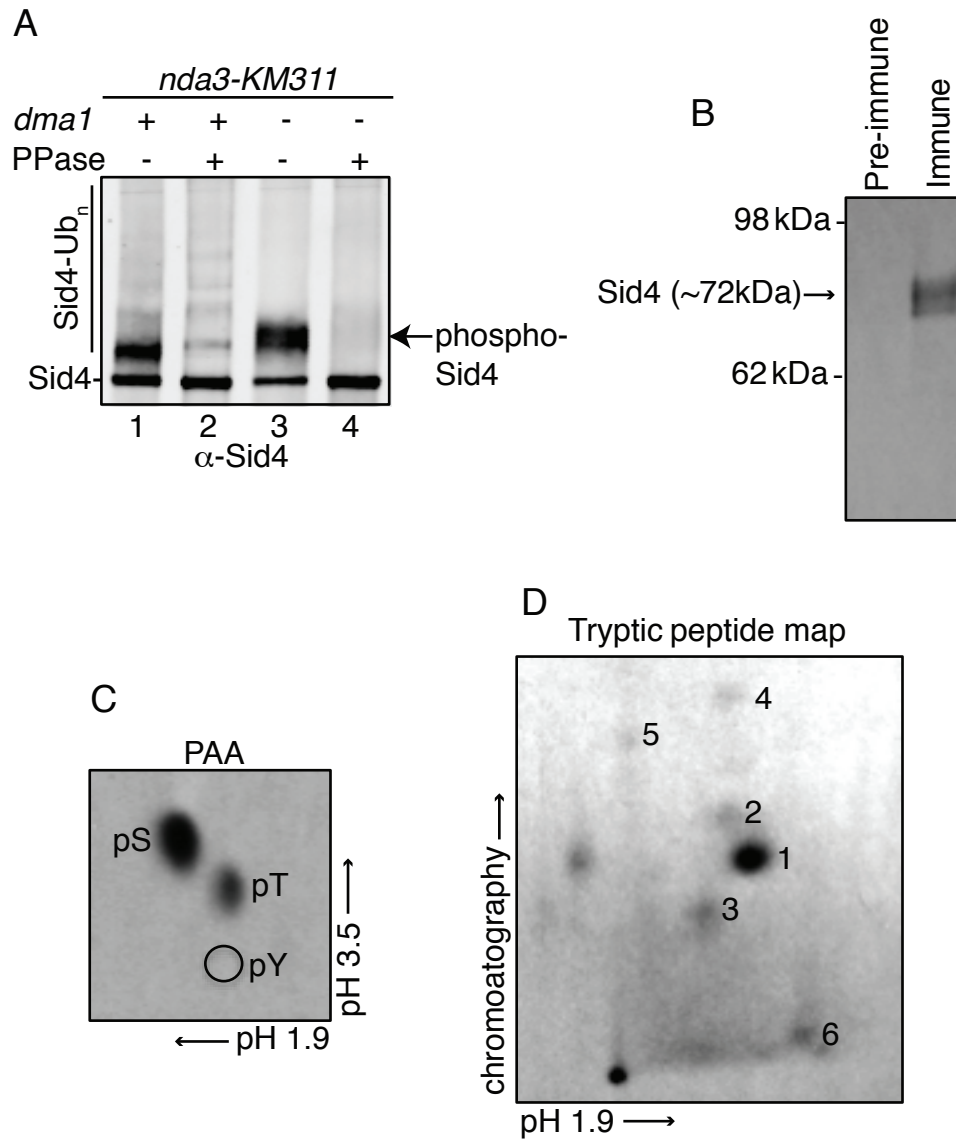 A
nda3-KM311
dma1 + + - -
PPase - + - +
Sid4-Ubn
Sid4-
phospho-
Sid4
1 2 3 4
α-Sid4
B
Pre-immune
Immune
98 kDa-
Sid4 (~72kDa)→
62 kDa-
C
PAA
pS
pT
pY
pH 3.5 →
← pH 1.9
D
Tryptic peptide map
4
5
2
1
3
6
chromoatography →
pH 1.9 →